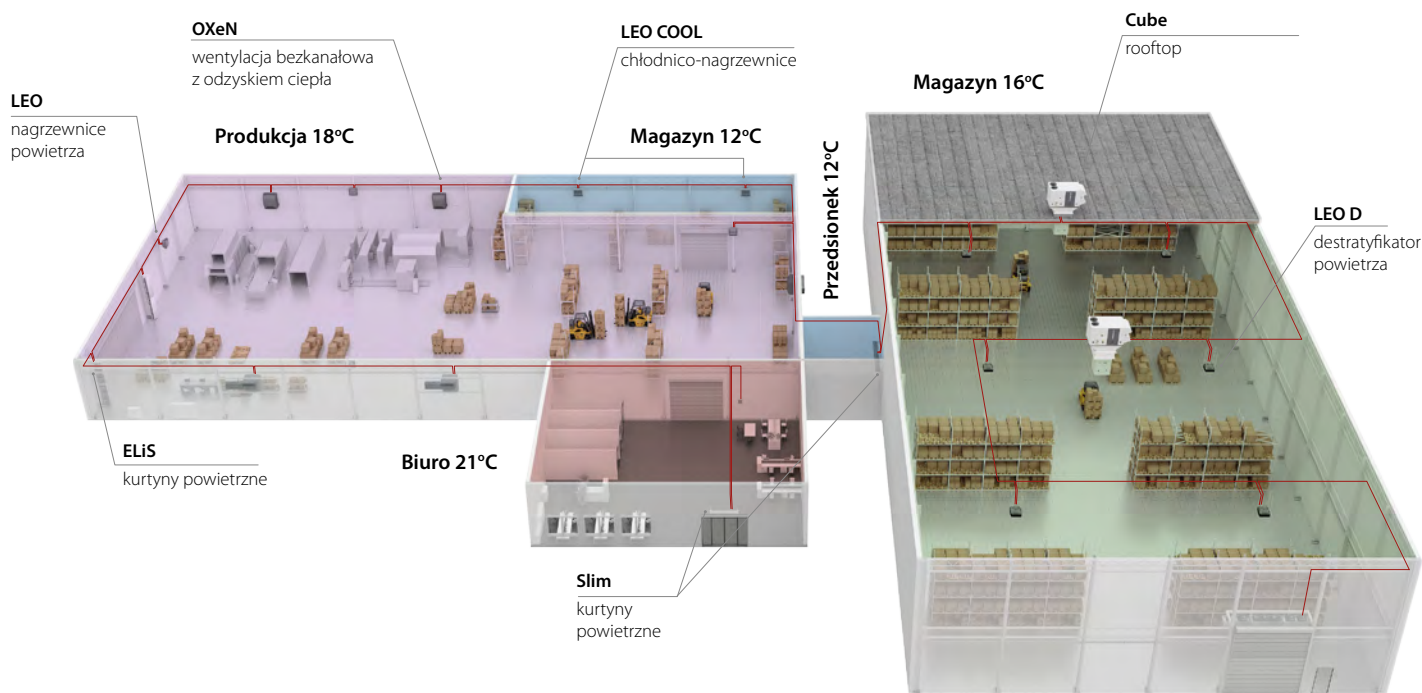 OXeN
wentylacja bezkanałowa
z odzyskiem ciepła
LEO COOL
chłodnico-nagrzewnice
Cube
rooftop
LEO
nagrzewnice
powietrza
Produkcja 18°C
Magazyn 12°C
Przedsionek 12°C
Magazyn 16°C
LEO D
destratyfikator
powietrza
ELiS
kurtyny powietrzne
Biuro 21°C
Slim
kurtyny
powietrzne